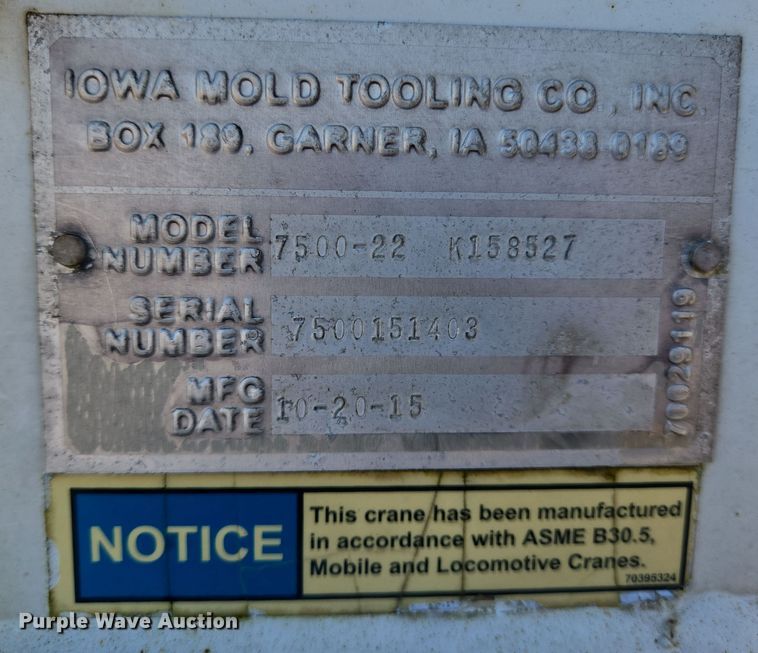 IOWA MOLD TOOLING CO., INC.
BOX 189, GARNER, IA 50438-0189
MODEL NUMBER 7500-22 K158527
SERIAL NUMBER 7500151403
MFG DATE 10-20-15
70029119
NOTICE
This crane has been manufactured
in accordance with ASME B30.5,
Mobile and Locomotive Cranes.
70395324
Purple Wave Auction